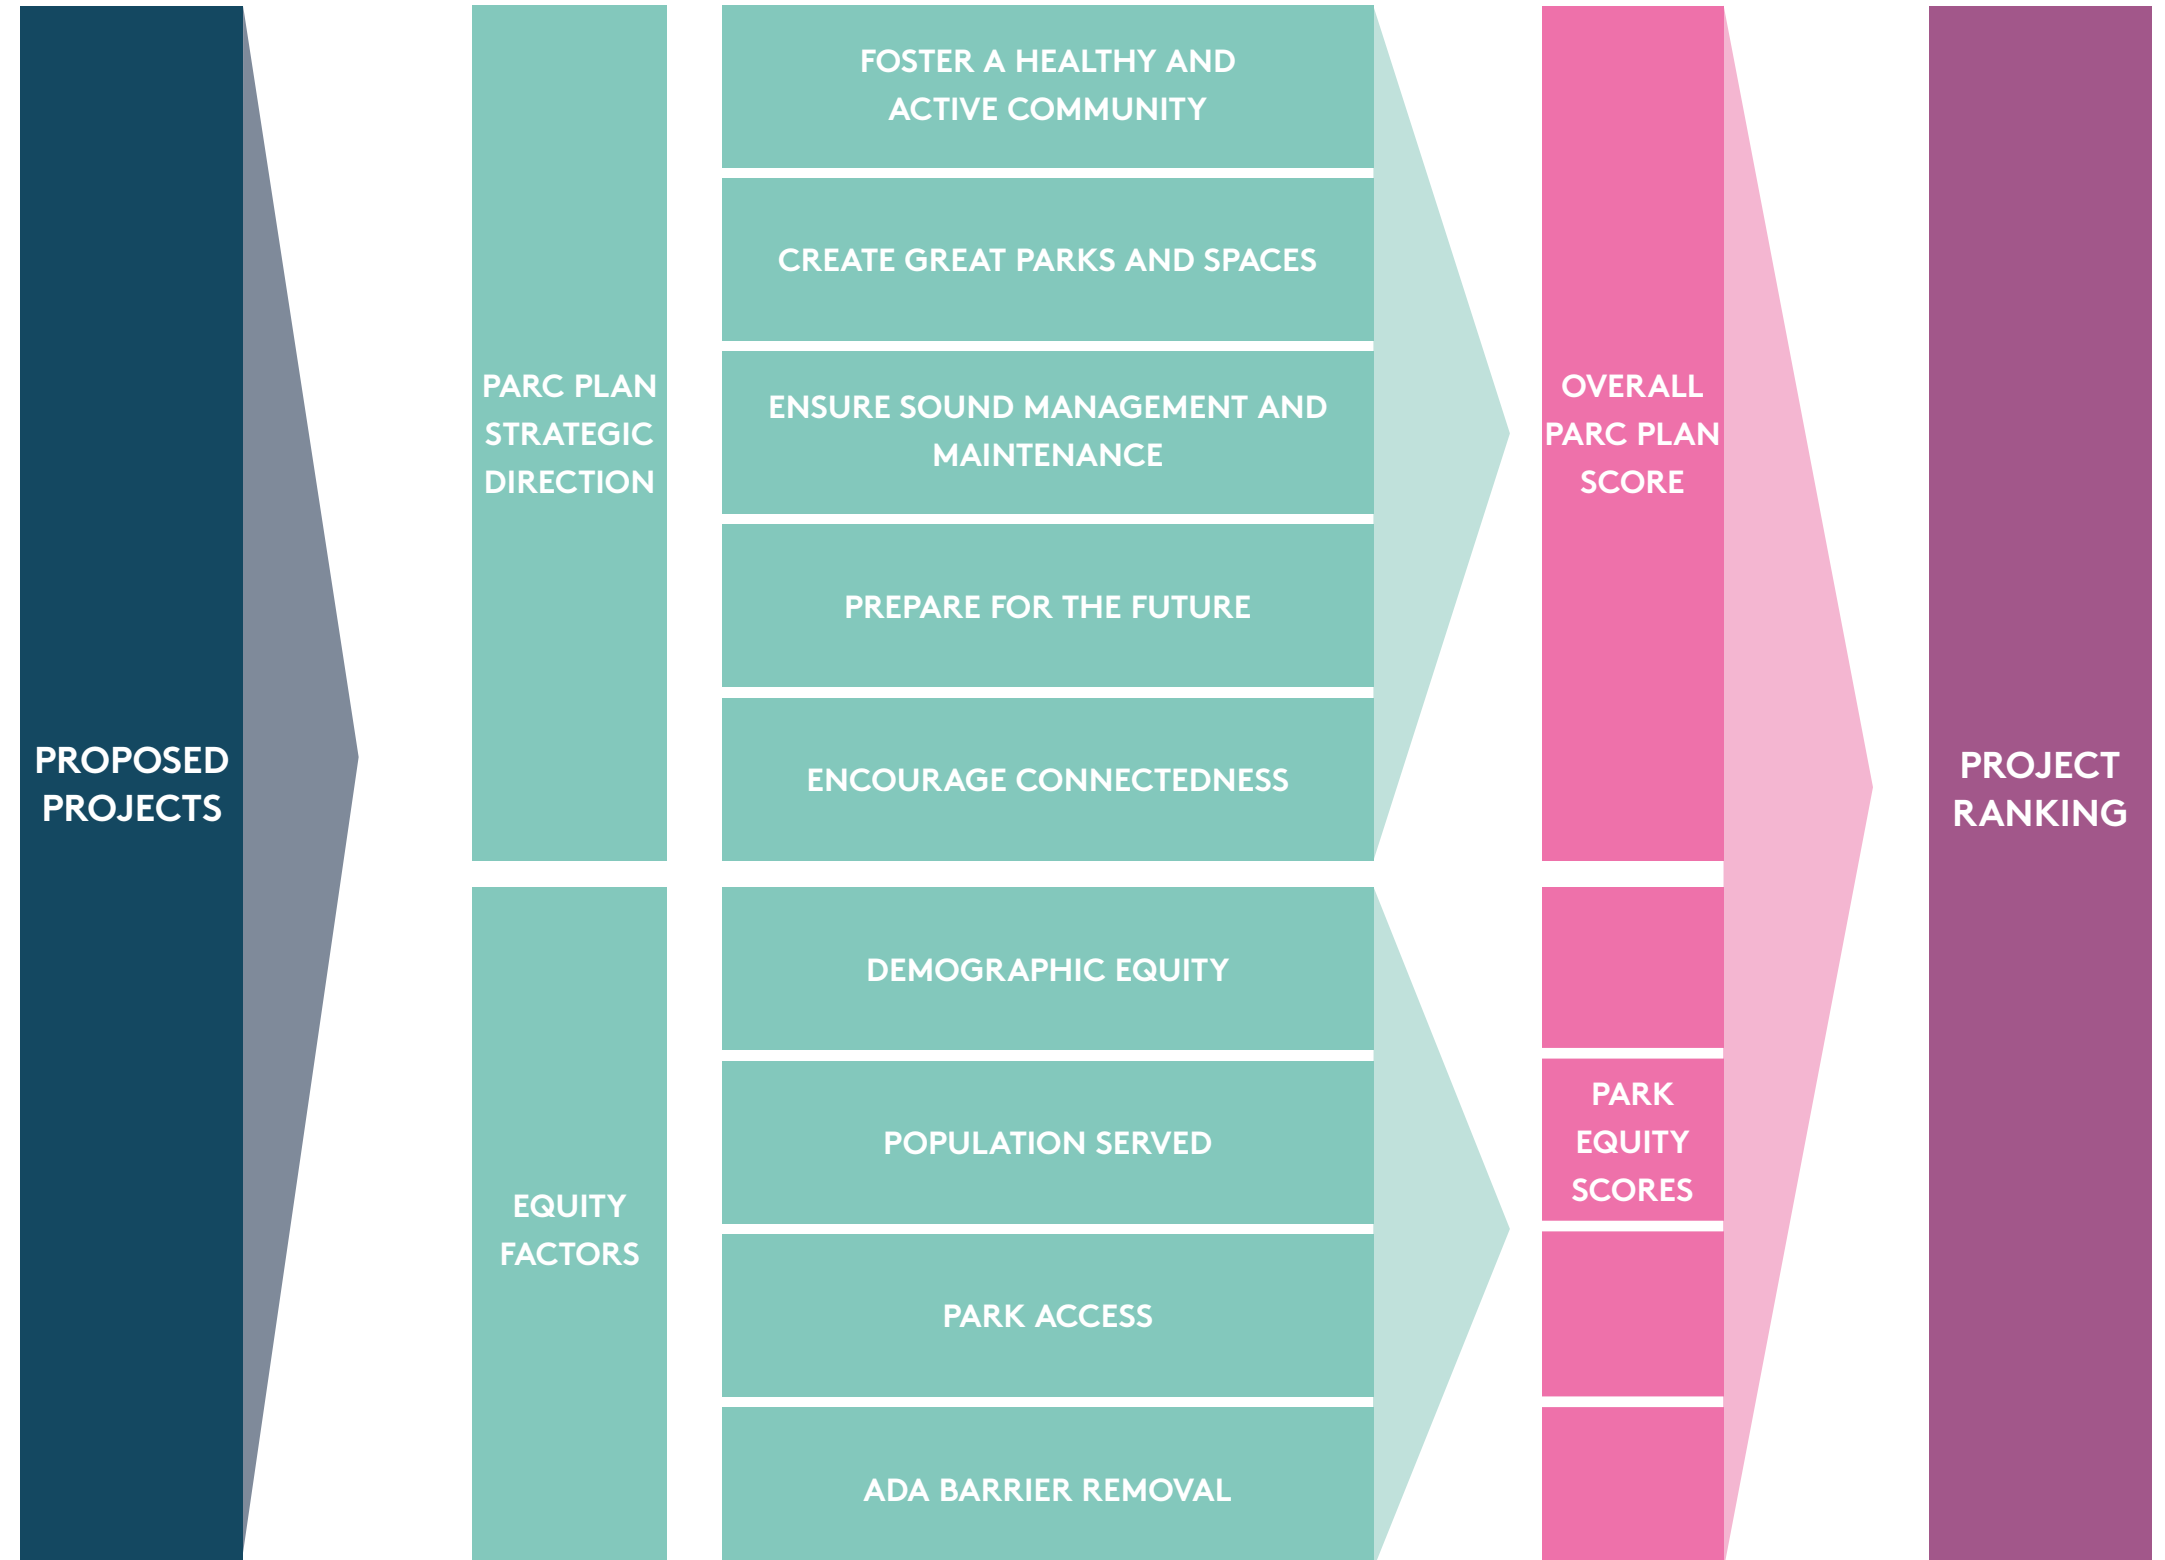 PROPOSED
PROJECTS
PARC PLAN
STRATEGIC
DIRECTION
FOSTER A HEALTHY AND
ACTIVE COMMUNITY
CREATE GREAT PARKS AND SPACES
ENSURE SOUND MANAGEMENT AND
MAINTENANCE
PREPARE FOR THE FUTURE
ENCOURAGE CONNECTEDNESS
OVERALL
PARC PLAN
SCORE
EQUITY
FACTORS
DEMOGRAPHIC EQUITY
POPULATION SERVED
PARK ACCESS
ADA BARRIER REMOVAL
PARK
EQUITY
SCORES
PROJECT
RANKING